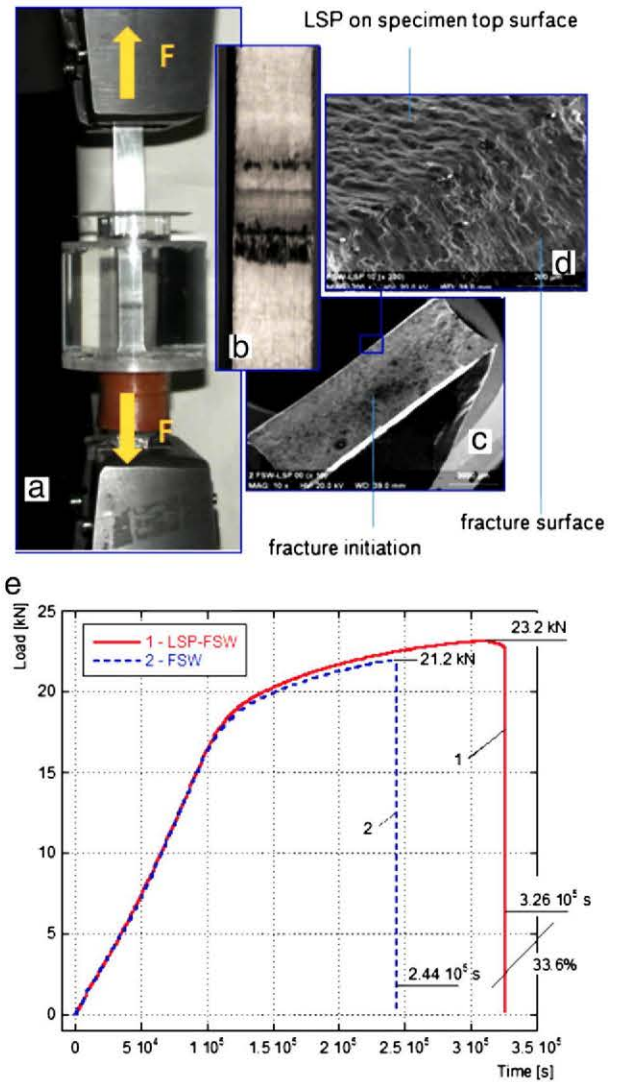 LSP on specimen top surface
F
F
a
b
d
c
fracture surface
fracture initiation
e
Load [kN]
25
20
15
10
5
0
1 - LSP-FSW
2 - FSW
23.2 kN
21.2 kN
1
2
3.26 10⁵ s
33.6%
2.44 10⁵ s
0 5 10⁴ 1 10⁵ 1.5 10⁵ 2 10⁵ 2.5 10⁵ 3 10⁵ 3.5 10⁵
Time [s]